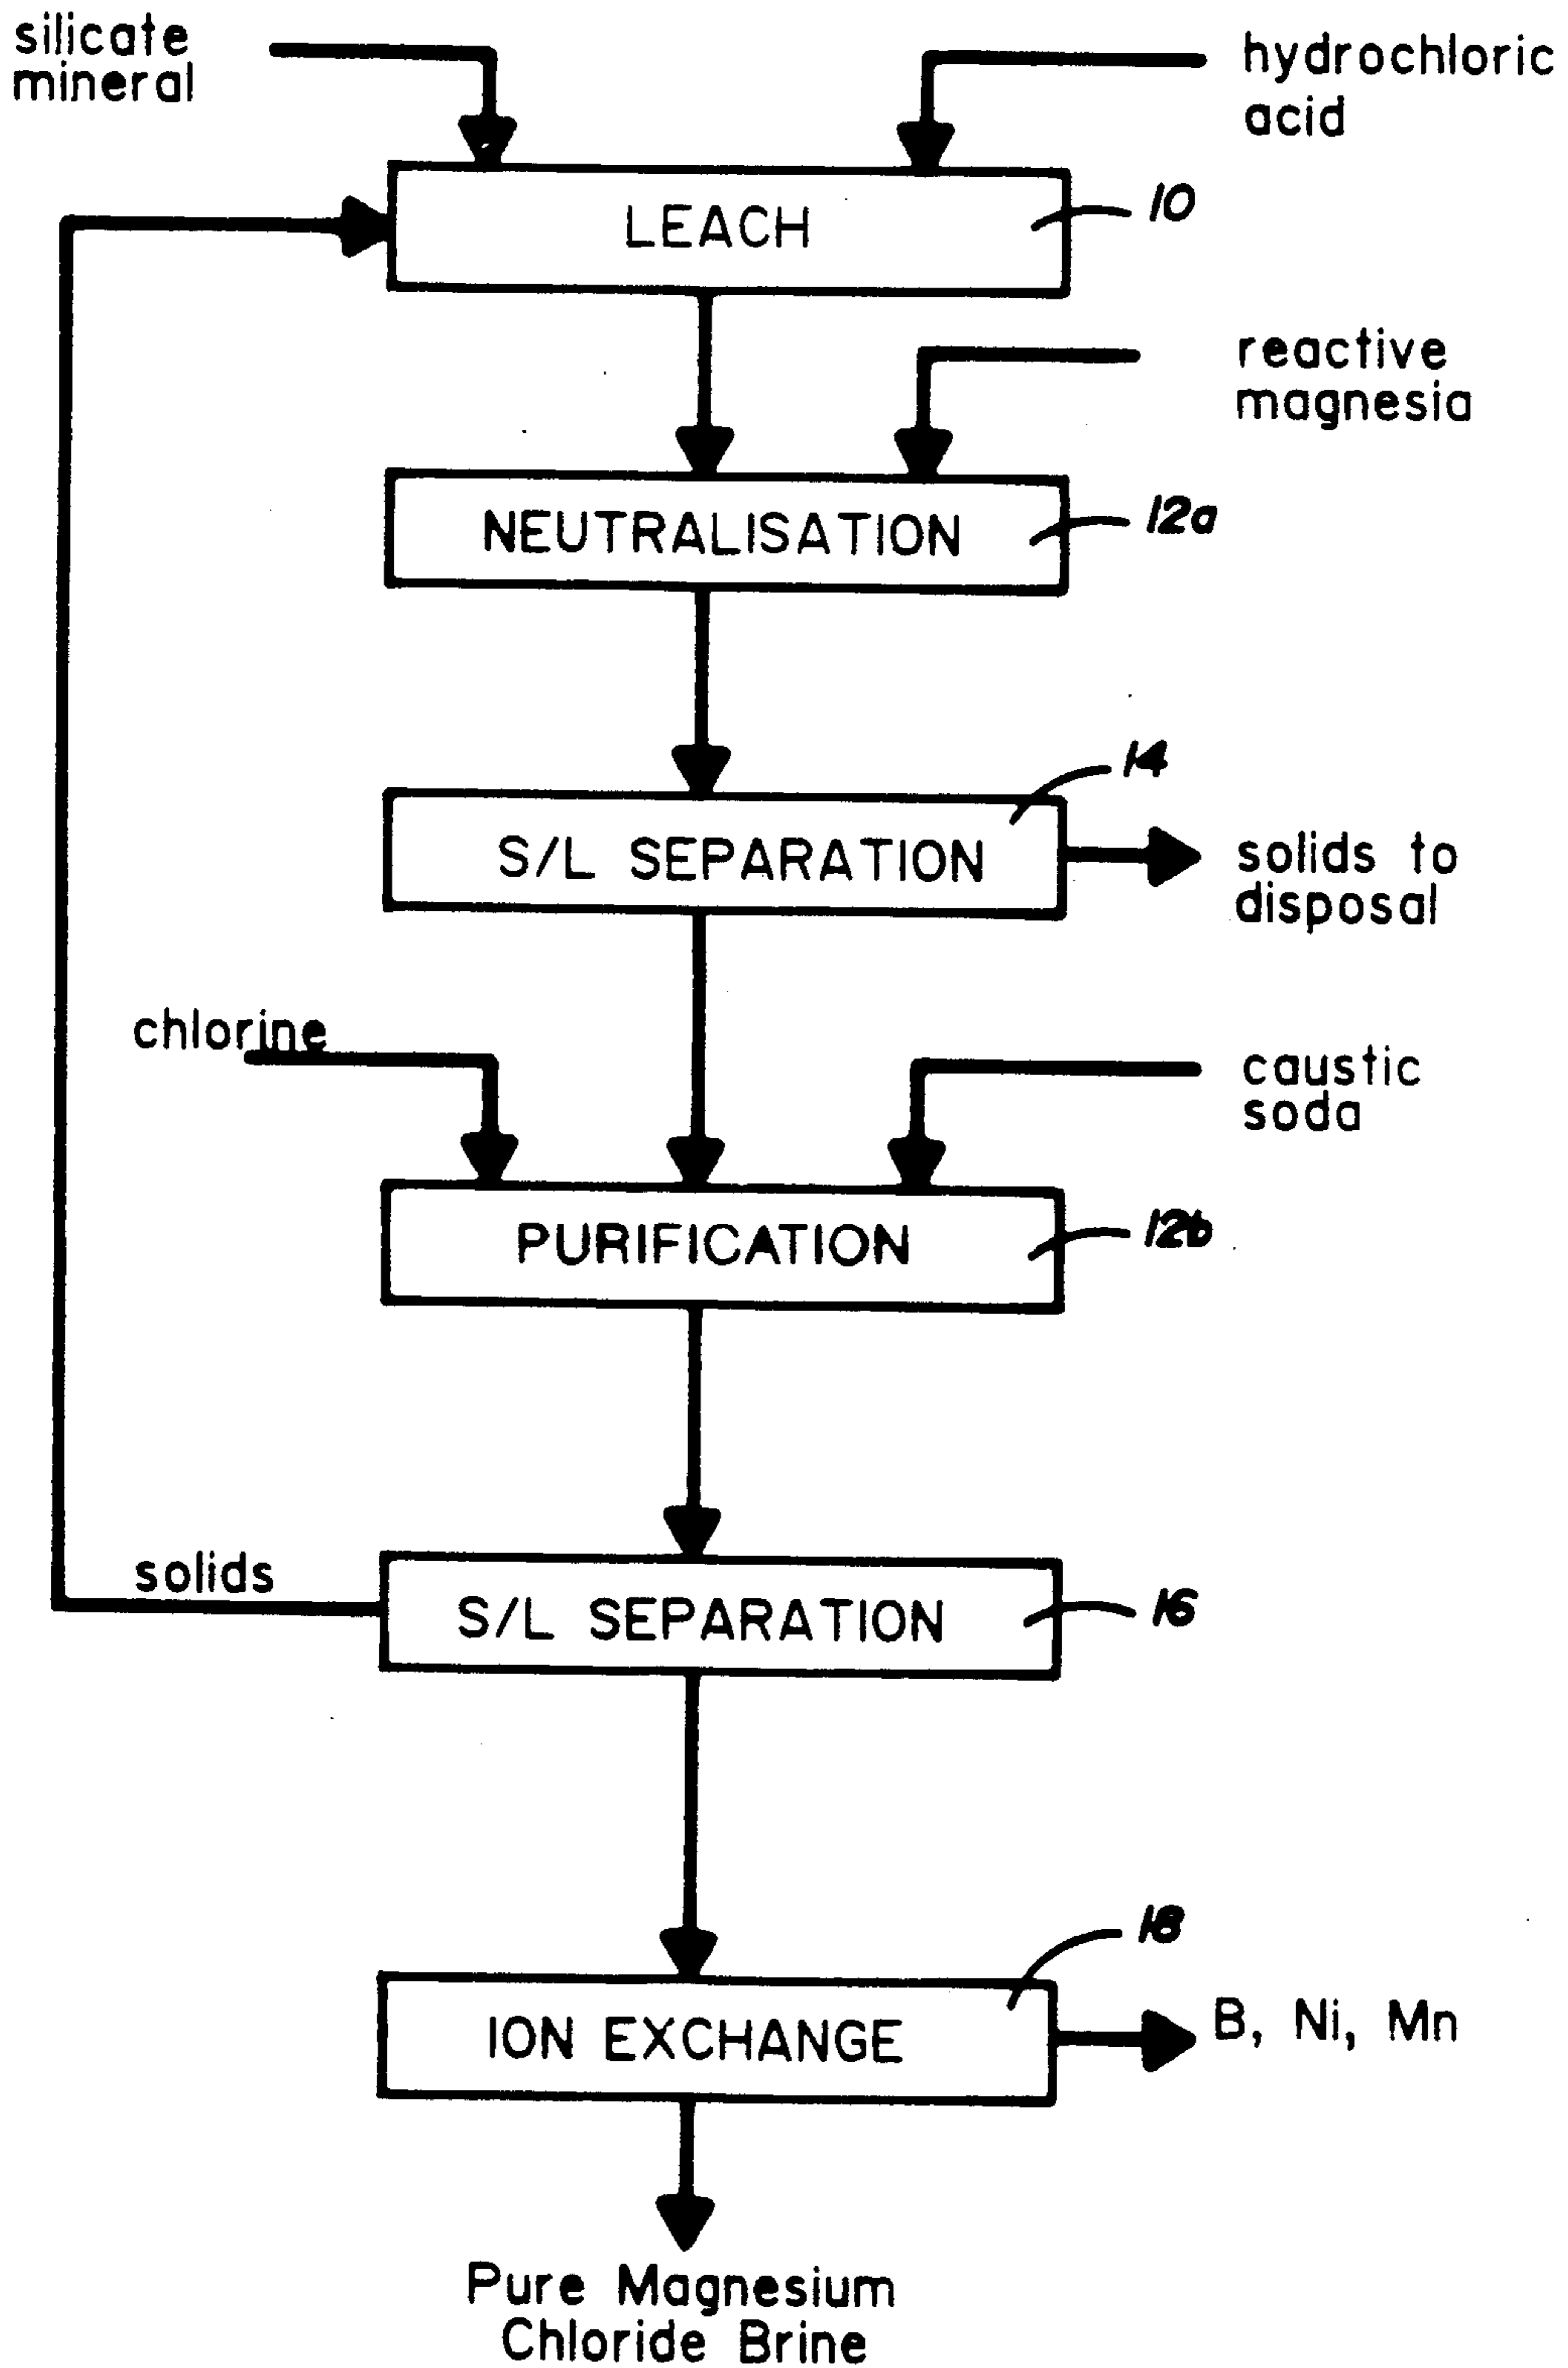 silicate
mineral
hydrochloric
acid
LEACH
10
reactive
magnesia
NEUTRALISATION
12a
14
S/L SEPARATION
solids to
disposal
chlorine
caustic
soda
PURIFICATION
12b
solids
S/L SEPARATION
16
18
ION EXCHANGE
B, Ni, Mn
Pure Magnesium
Chloride Brine